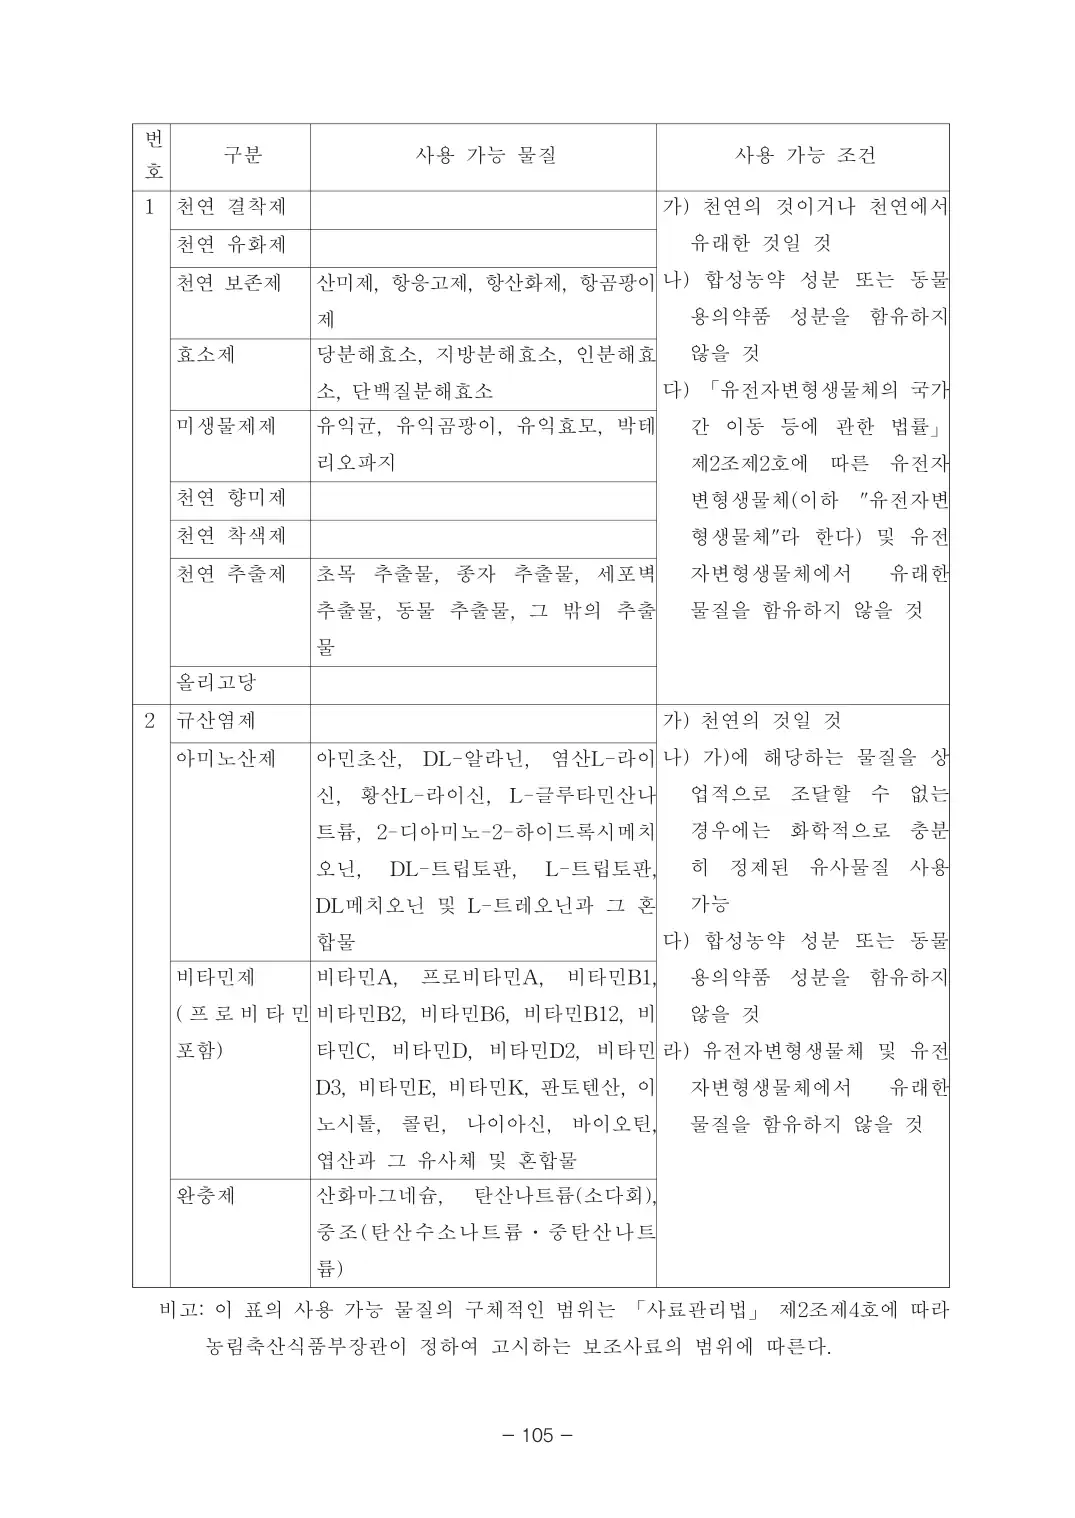 번
호
구분
사용 가능 물질
사용 가능 조건
1
천연 결착제
천연 유화제
천연 보존제
산미제, 항응고제, 항산화제, 항곰팡이
제
효소제
당분해효소, 지방분해효소, 인분해효
소, 단백질분해효소
미생물제제
유익균, 유익곰팡이, 유익효모, 박테
리오파지
천연 향미제
천연 착색제
천연 추출제
초목 추출물, 종자 추출물, 세포벽
추출물, 동물 추출물, 그 밖의 추출
물
올리고당
가) 천연의 것이거나 천연에서
유래한 것일 것
나) 합성농약 성분 또는 동물
용의약품 성분을 함유하지
않을 것
다) 「유전자변형생물체의 국가
간 이동 등에 관한 법률」
제2조제2호에 따른 유전자
변형생물체(이하 "유전자변
형생물체"라 한다) 및 유전
자변형생물체에서 유래한
물질을 함유하지 않을 것
2
규산염제
아미노산제
아민초산, DL-알라닌, 염산L-라이
신, 황산L-라이신, L-글루타민산나
트륨, 2-디아미노-2-하이드록시메치
오닌, DL-트립토판, L-트립토판,
DL메치오닌 및 L-트레오닌과 그 혼
합물
비타민제
(프로비타민
포함)
비타민A, 프로비타민A, 비타민B1,
비타민B2, 비타민B6, 비타민B12, 비
타민C, 비타민D, 비타민D2, 비타민
D3, 비타민E, 비타민K, 판토텐산, 이
노시톨, 콜린, 나이아신, 바이오틴,
엽산과 그 유사체 및 혼합물
완충제
산화마그네슘, 탄산나트륨(소다회),
중조(탄산수소나트륨·중탄산나트
륨)
가) 천연의 것일 것
나) 가)에 해당하는 물질을 상
업적으로 조달할 수 없는
경우에는 화학적으로 충분
히 정제된 유사물질 사용
가능
다) 합성농약 성분 또는 동물
용의약품 성분을 함유하지
않을 것
라) 유전자변형생물체 및 유전
자변형생물체에서 유래한
물질을 함유하지 않을 것
비고: 이 표의 사용 가능 물질의 구체적인 범위는 「사료관리법」 제2조제4호에 따라
농림축산식품부장관이 정하여 고시하는 보조사료의 범위에 따른다.
- 105 -